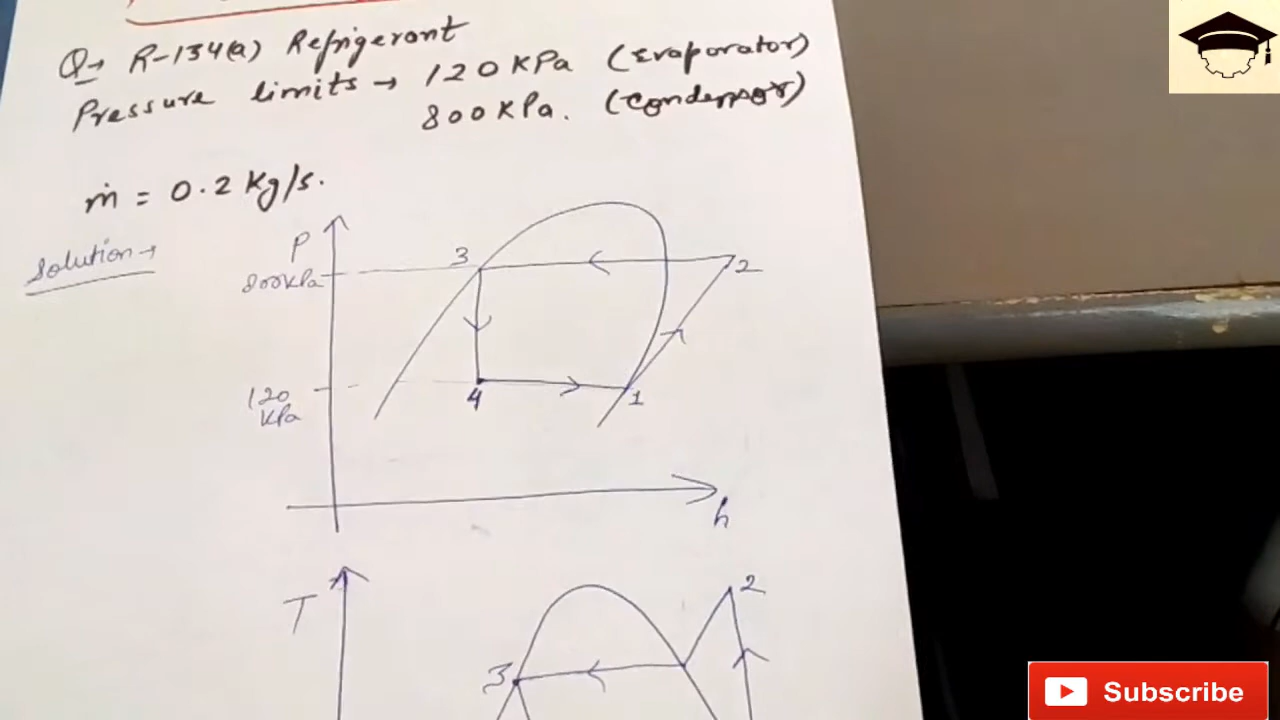 Q→ R-134(a) Refrigerant
Pressure limits → 120 KPa (Evaporator)
800 KPa. (Condensor)
ṁ = 0.2 Kg/s.
Solution→
P
3
2
800kPa
120
KPa
4
1
h
T
2
3
Subscribe